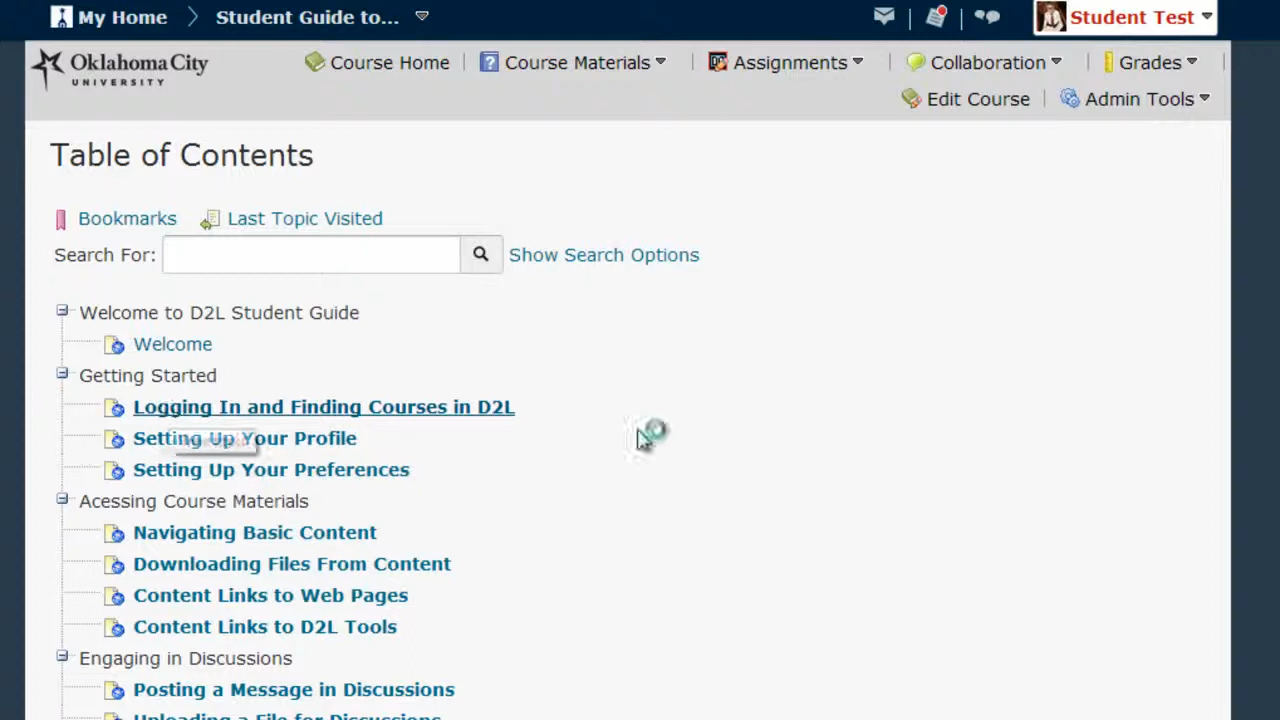 My Home
Student Guide to...
Student Test
Oklahoma City
UNIVERSITY
Course Home
Course Materials
Assignments
Collaboration
Grades
Edit Course
Admin Tools
Table of Contents
Bookmarks
Last Topic Visited
Search For:
Show Search Options
Welcome to D2L Student Guide
Welcome
Getting Started
Logging In and Finding Courses in D2L
Setting Up Your Profile
Setting Up Your Preferences
Acessing Course Materials
Navigating Basic Content
Downloading Files From Content
Content Links to Web Pages
Content Links to D2L Tools
Engaging in Discussions
Posting a Message in Discussions
Uploading a File for Discussions